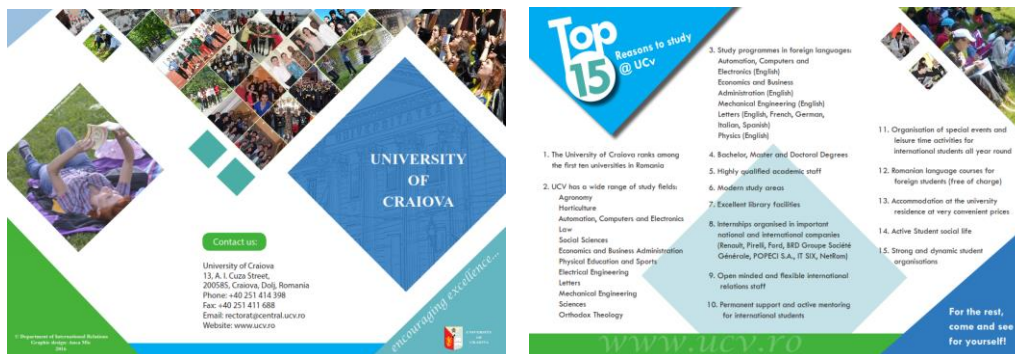 UNIVERSITY
OF
CRAIOVA
Contact us:
University of Craiova
13, A. I. Cuza Street,
200585, Craiova, Dolj, Romania
Phone: +40 251 414 398
Fax: +40 251 411 688
Email: rectorat@central.ucv.ro
Website: www.ucv.ro
encouraging excellence...
© Department of International Relations
Graphic design: Anca Mis
2016
UNIVERSITY
OF
CRAIOVA
Top
15
Reasons to study
@ UCv
1. The University of Craiova ranks among
the first ten universities in Romania
2. UCV has a wide range of study fields:
Agronomy
Horticulture
Automation, Computers and Electronics
Law
Social Sciences
Economics and Business Administration
Physical Education and Sports
Electrical Engineering
Letters
Mechanical Engineering
Sciences
Orthodox Theology
3. Study programmes in foreign languages:
Automation, Computers and
Electronics (English)
Economics and Business
Administration (English)
Mechanical Engineering (English)
Letters (English, French, German,
Italian, Spanish)
Physics (English)
4. Bachelor, Master and Doctoral Degrees
5. Highly qualified academic staff
6. Modern study areas
7. Excellent library facilities
8. Internships organised in important
national and international companies
(Renault, Pirelli, Ford, BRD Groupe Société
Générale, POPECI S.A., IT SIX, NetRom)
9. Open minded and flexible international
relations staff
10. Permanent support and active mentoring
for international students
11. Organisation of special events and
leisure time activities for
international students all year round
12. Romanian language courses for
foreign students (free of charge)
13. Accommodation at the university
residence at very convenient prices
14. Active Student social life
15. Strong and dynamic student
organisations
For the rest,
come and see
for yourself!
www.ucv.ro